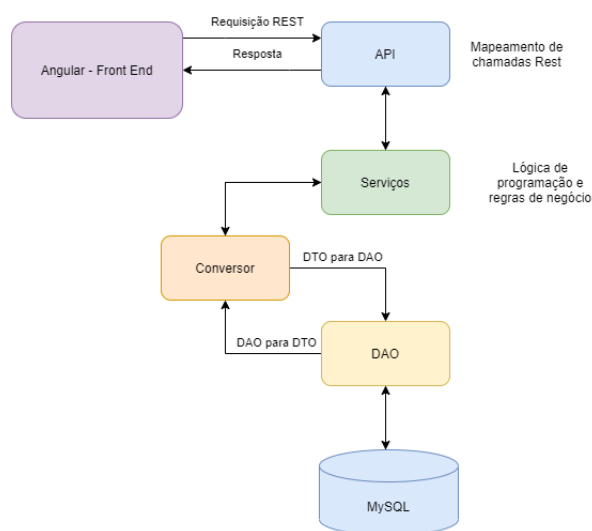 Requisição REST
Angular - Front End
Resposta
API
Mapeamento de
chamadas Rest
Serviços
Lógica de
programação e
regras de negócio
Conversor
DTO para DAO
DAO para DTO
DAO
MySQL